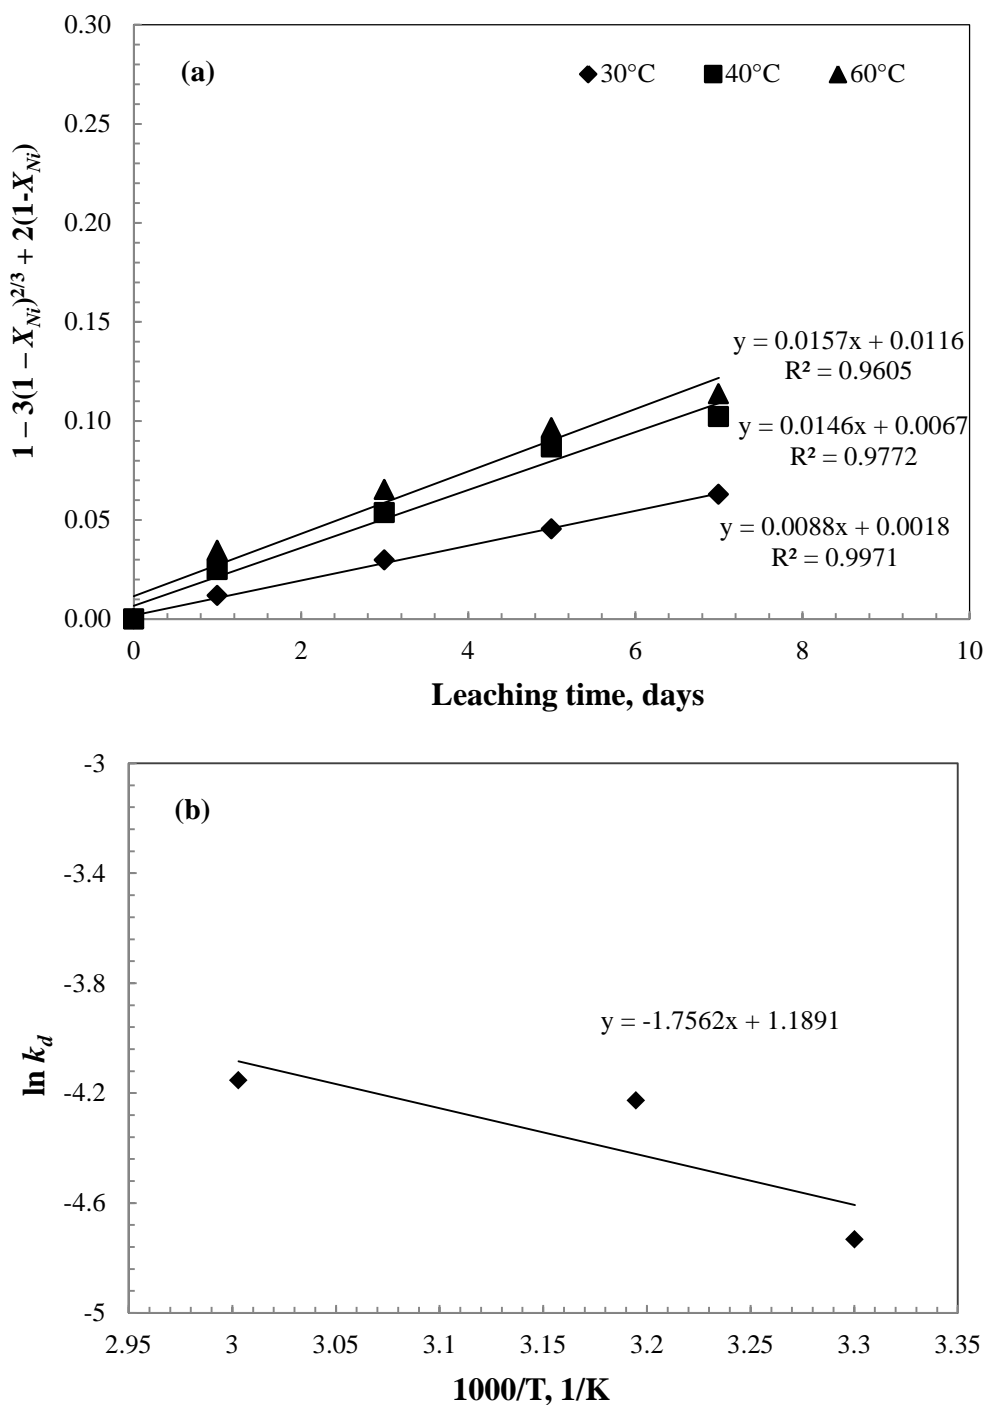 0.30
0.25
0.20
0.15
0.10
0.05
0.00
1 – 3(1 – X_Ni)^2/3 + 2(1-X_Ni)
(a)
30°C 40°C 60°C
y = 0.0157x + 0.0116
R² = 0.9605
y = 0.0146x + 0.0067
R² = 0.9772
y = 0.0088x + 0.0018
R² = 0.9971
0 2 4 6 8 10
Leaching time, days
-3
-3.4
-3.8
-4.2
-4.6
-5
ln k_d
(b)
y = -1.7562x + 1.1891
2.95 3 3.05 3.1 3.15 3.2 3.25 3.3 3.35
1000/T, 1/K